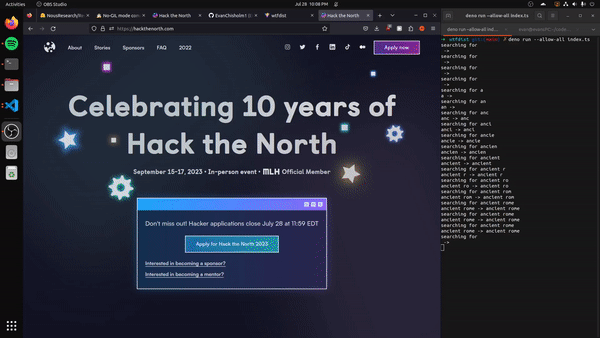 Activities
OBS Studio
Jul 28 10:08 PM
NousResearch/No
No-GIL mode com
Hack the North
EvanChisholm1
wtfdist
Hack the North
https://hackthenorth.com
About Stories Sponsors FAQ 2022
Apply now
Celebrating 10 years of
Hack the North
September 15-17, 2023 • In-person event • MLH Official Member
Don't miss out! Hacker applications close July 28 at 11:59 EDT
Apply for Hack the North 2023
Interested in becoming a sponsor?
Interested in becoming a mentor?
deno run --allow-all index.ts
deno run --allow-all ind...
deno run --allow-all index.ts
searching for
->
searching for
->
searching for
->
searching for
->
searching for a
a ->
searching for an
an ->
searching for anc
anc -> anc
searching for anci
anci -> anci
searching for ancie
ancie -> ancie
searching for ancien
ancien -> ancien
searching for ancient
ancient -> ancient
searching for ancient r
ancient r -> ancient r
searching for ancient ro
ancient ro -> ancient ro
searching for ancient rom
ancient rom -> ancient rom
searching for ancient rome
ancient rome -> ancient rome
searching for ancient rome
ancient rome -> ancient rome
searching for ancient rome
ancient rome -> ancient rome
searching for
->